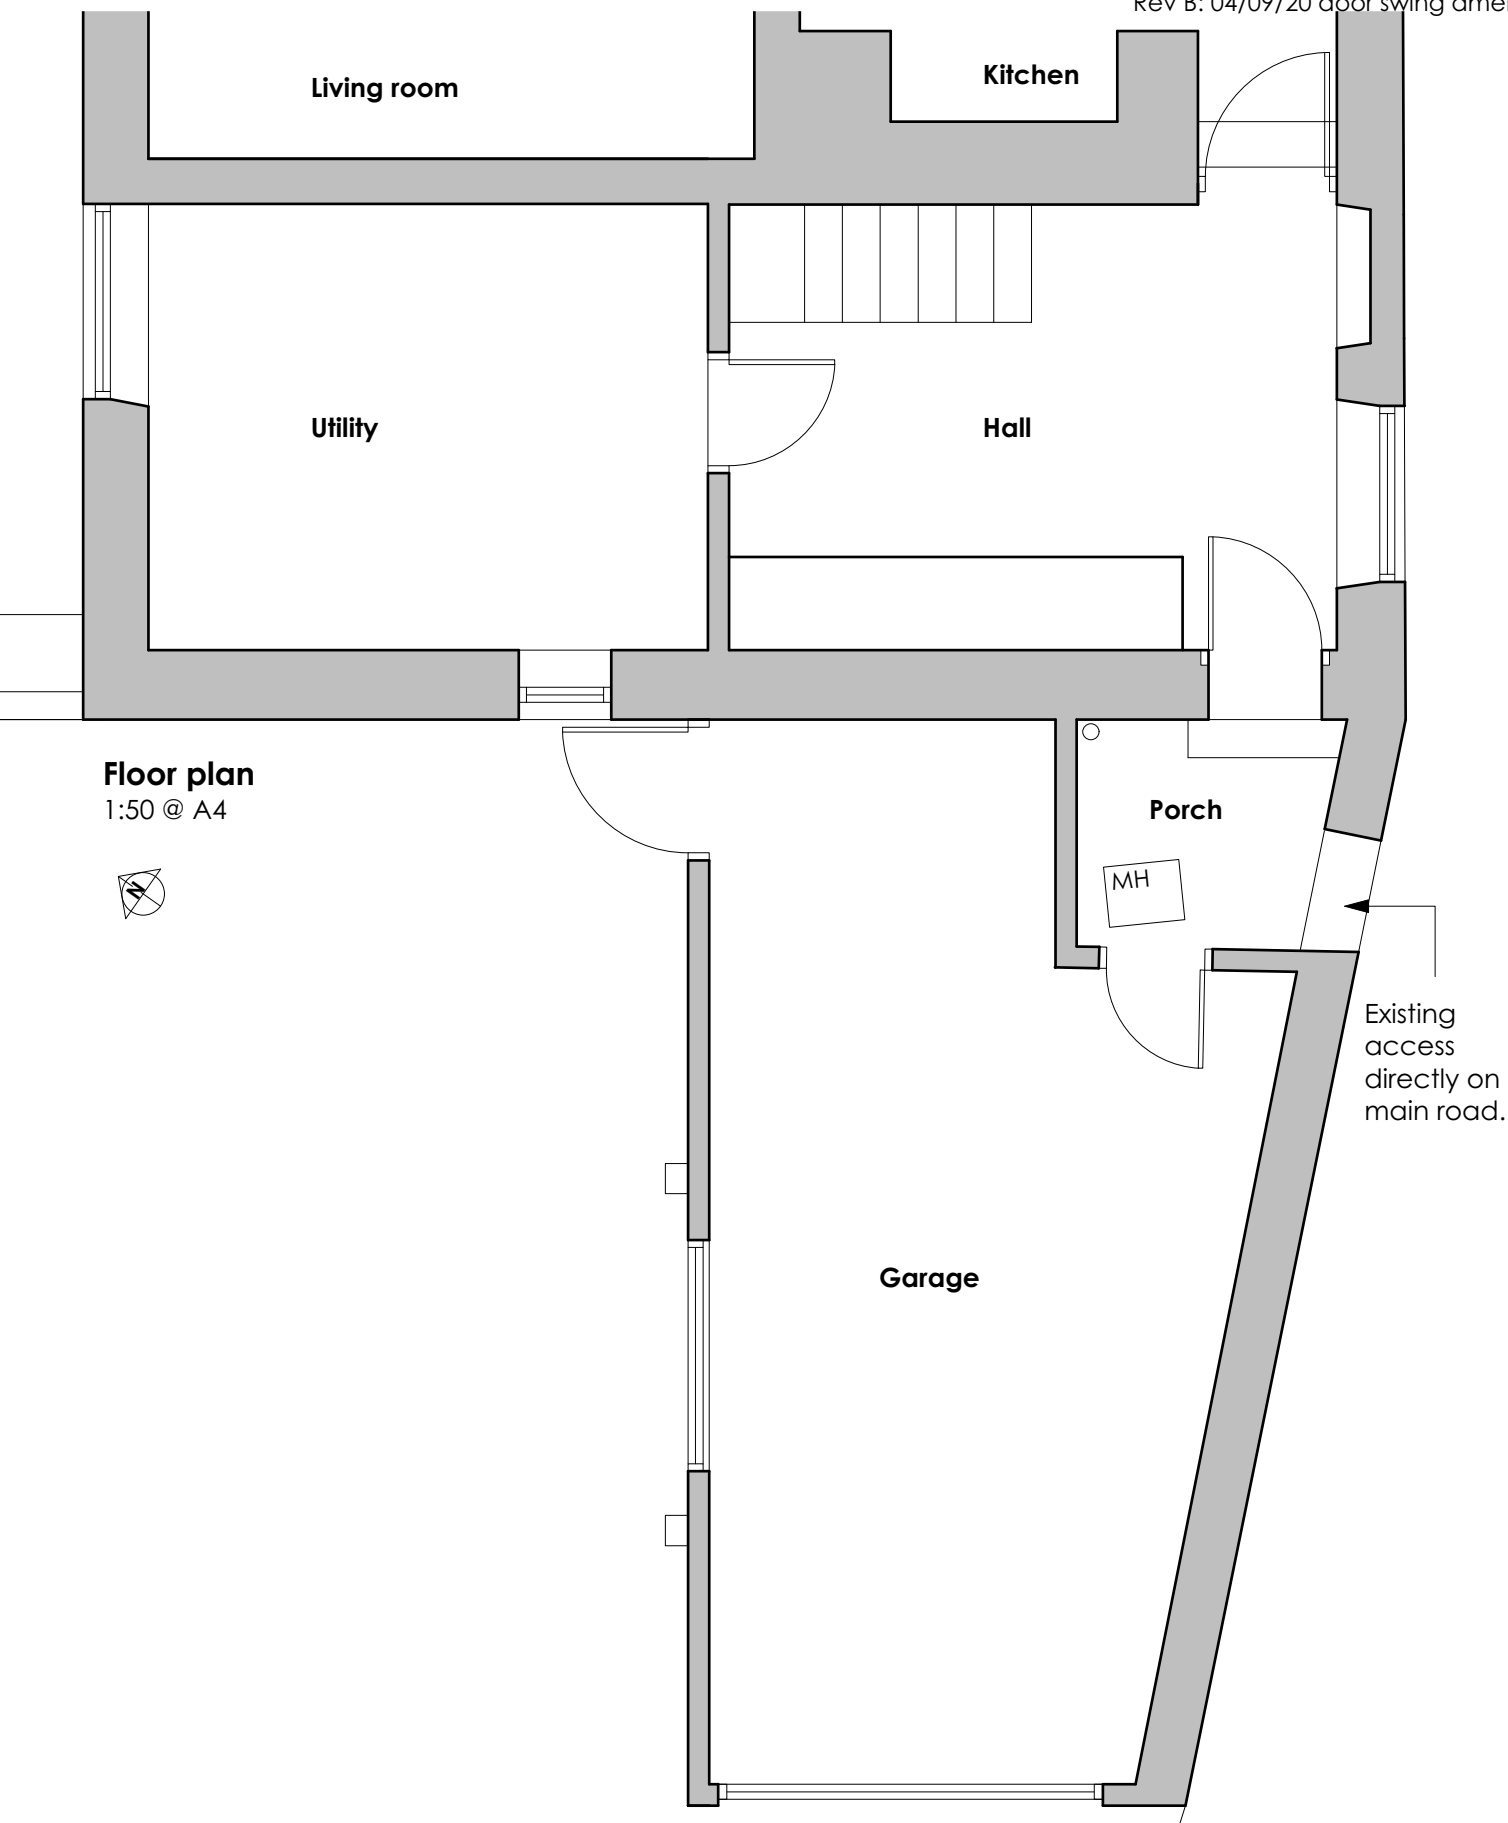 Rev B: 04/09/20 door swing
Living room
Kitchen
Utility
Hall
Floor plan
1:50 @ A4
N
Porch
MH
Existing
access
directly on
main road.
Garage